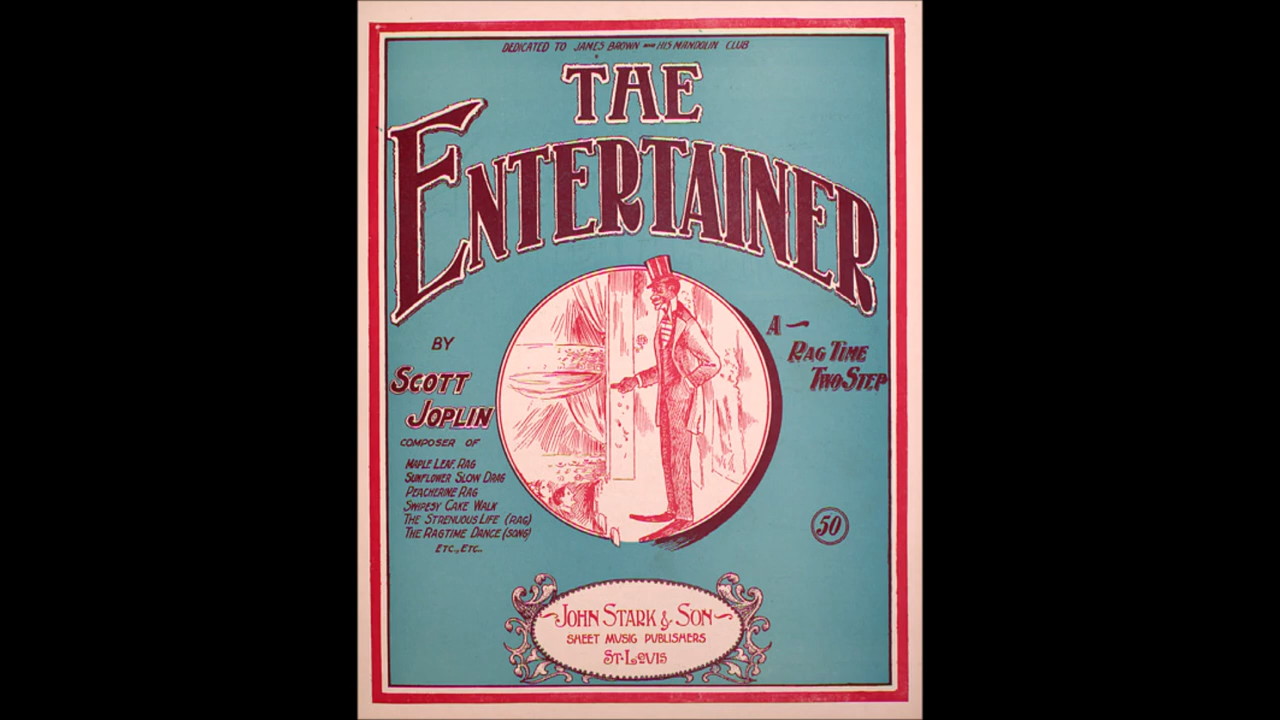 DEDICATED TO JAMES BROWN AND HIS MANDOLIN CLUB
THE
ENTERTAINER
BY
SCOTT
JOPLIN
COMPOSER OF
MAPLE LEAF RAG
SUNFLOWER SLOW DRAG
PEACHERINE RAG
SWIPESY CAKE WALK
THE STRENUOUS LIFE (RAG)
THE RAGTIME DANCE (SONG)
ETC., ETC.
A
RAG TIME
TWO STEP
50
JOHN STARK & SON
SHEET MUSIC PUBLISHERS
ST. LOUIS